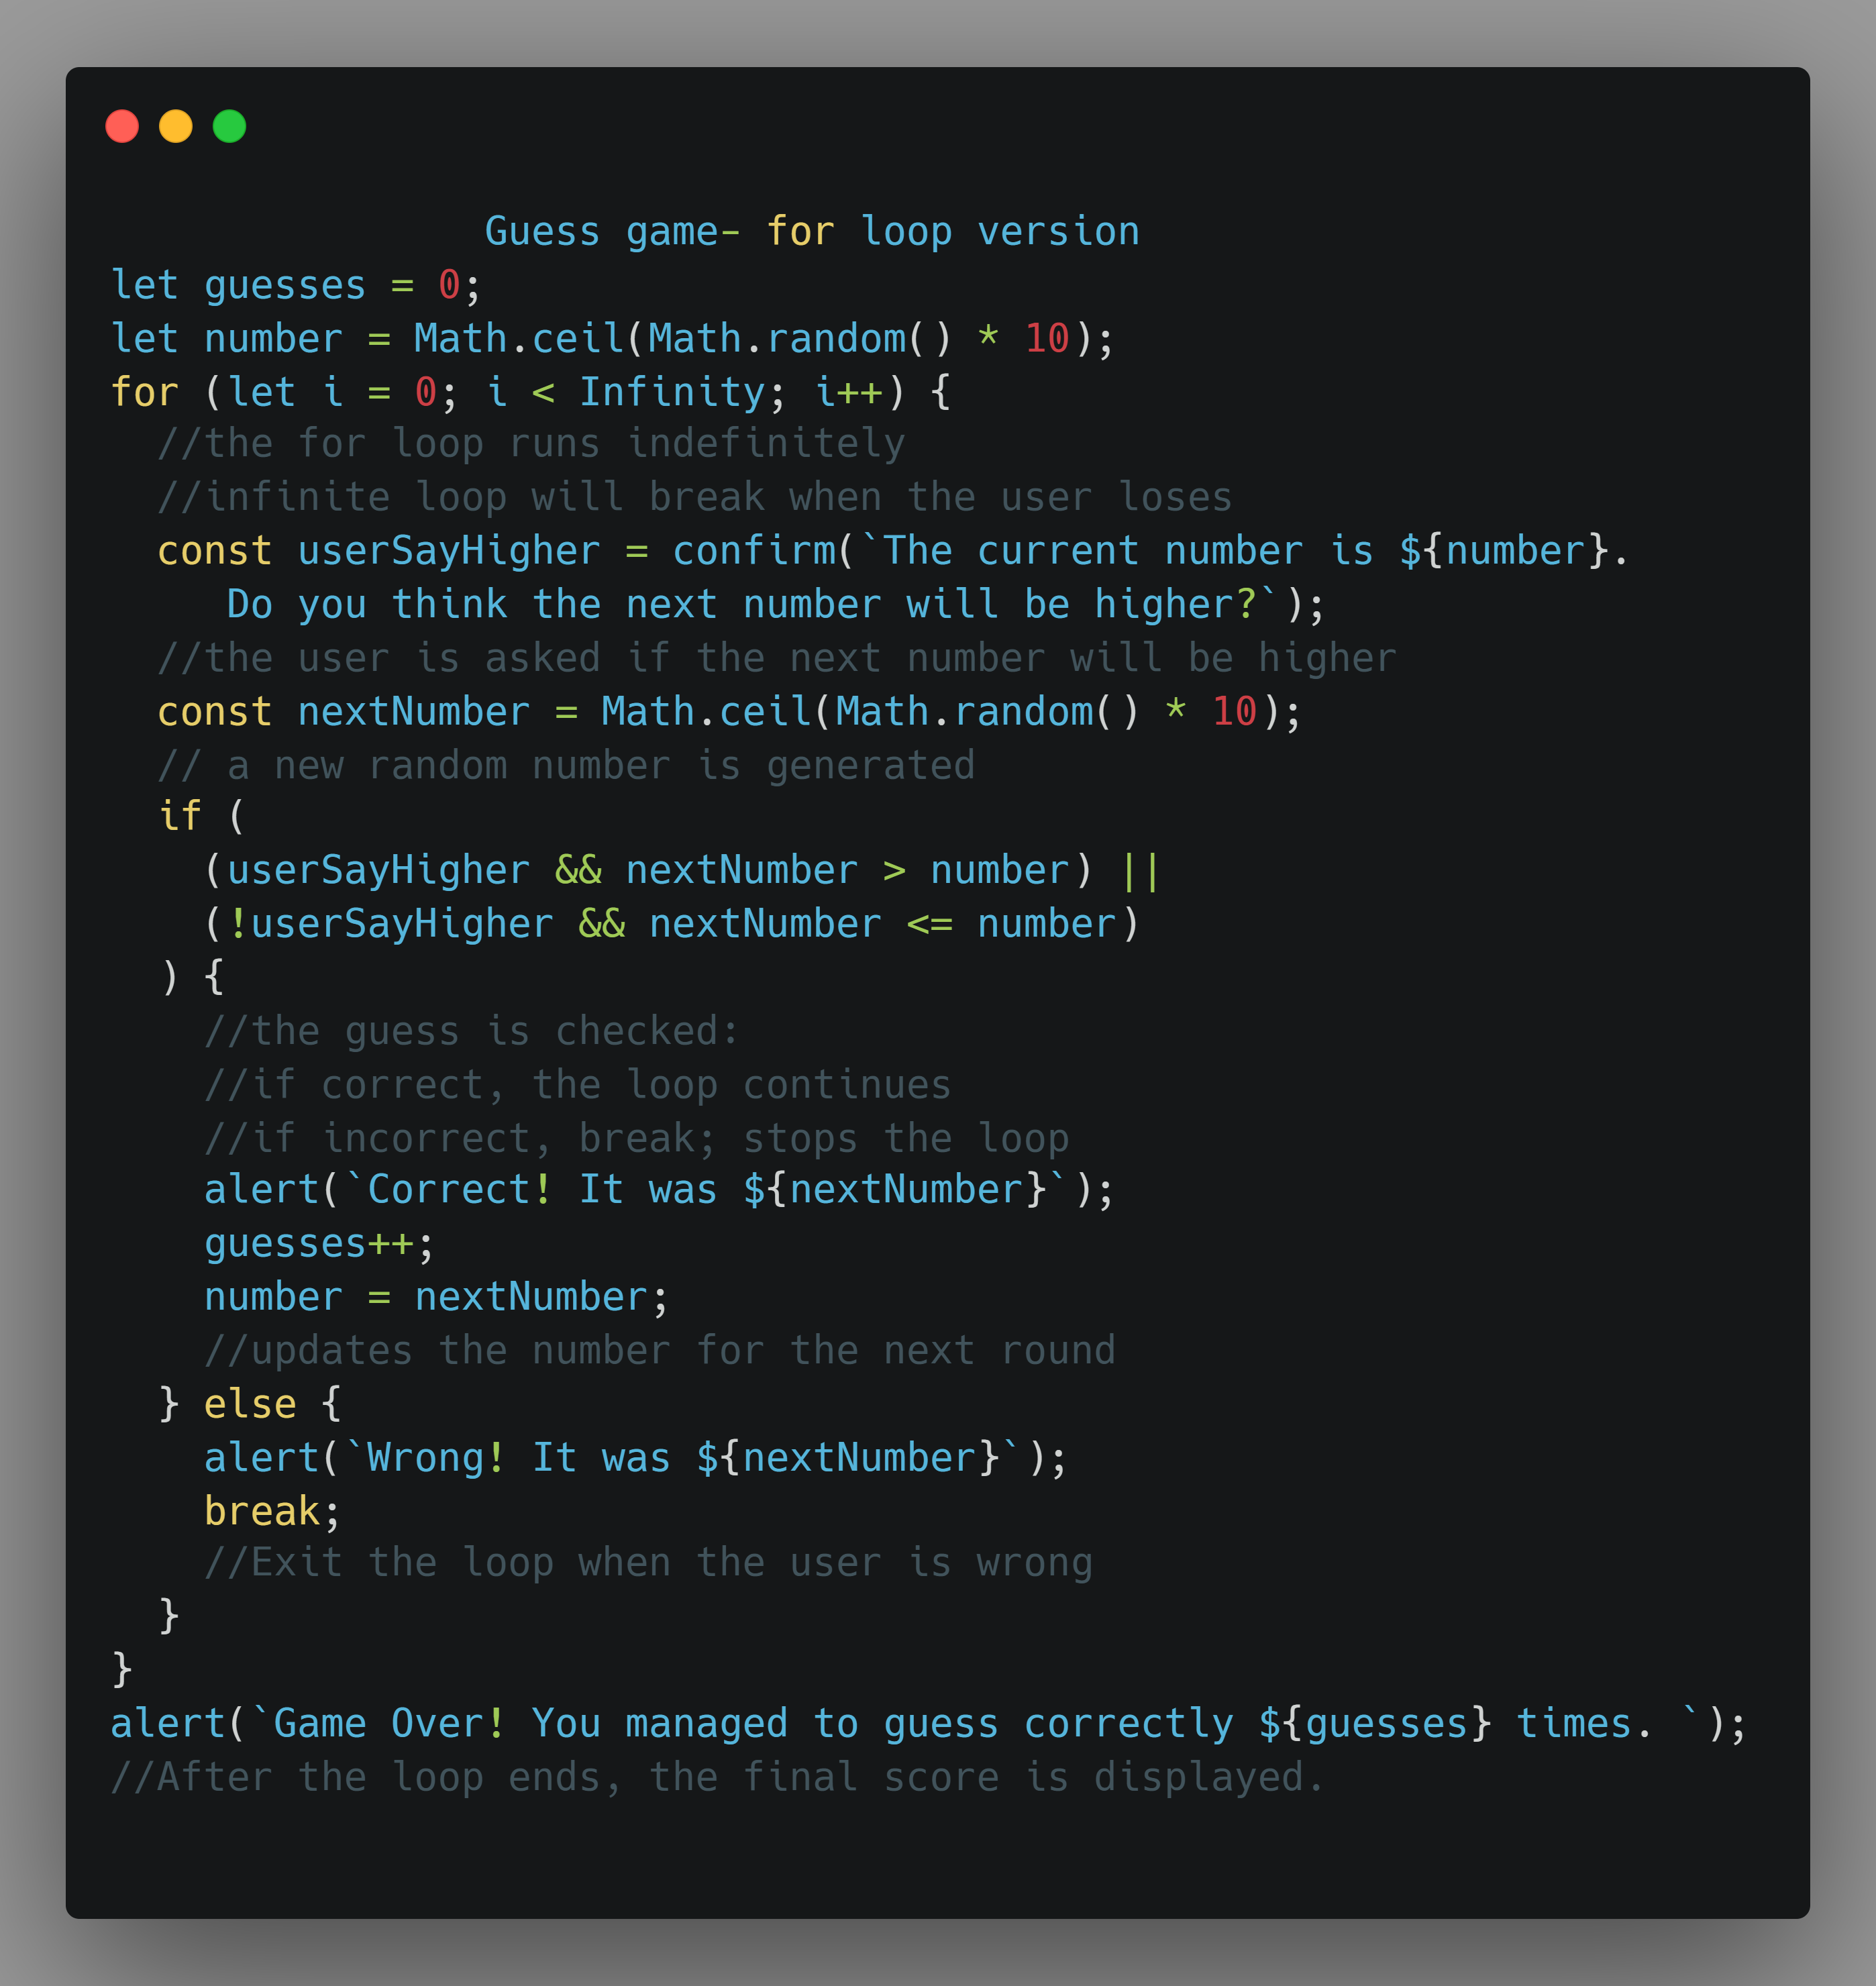 Guess game- for loop version
let guesses = 0;
let number = Math.ceil(Math.random() * 10);
for (let i = 0; i < Infinity; i++) {
  //the for loop runs indefinitely
  //infinite loop will break when the user loses
  const userSayHigher = confirm(`The current number is ${number}.
     Do you think the next number will be higher?`);
  //the user is asked if the next number will be higher
  const nextNumber = Math.ceil(Math.random() * 10);
  // a new random number is generated
  if (
    (userSayHigher && nextNumber > number) ||
    (!userSayHigher && nextNumber <= number)
  ) {
    //the guess is checked:
    //if correct, the loop continues
    //if incorrect, break; stops the loop
    alert(`Correct! It was ${nextNumber}`);
    guesses++;
    number = nextNumber;
    //updates the number for the next round
  } else {
    alert(`Wrong! It was ${nextNumber}`);
    break;
    //Exit the loop when the user is wrong
  }
}
alert(`Game Over! You managed to guess correctly ${guesses} times. `);
//After the loop ends, the final score is displayed.